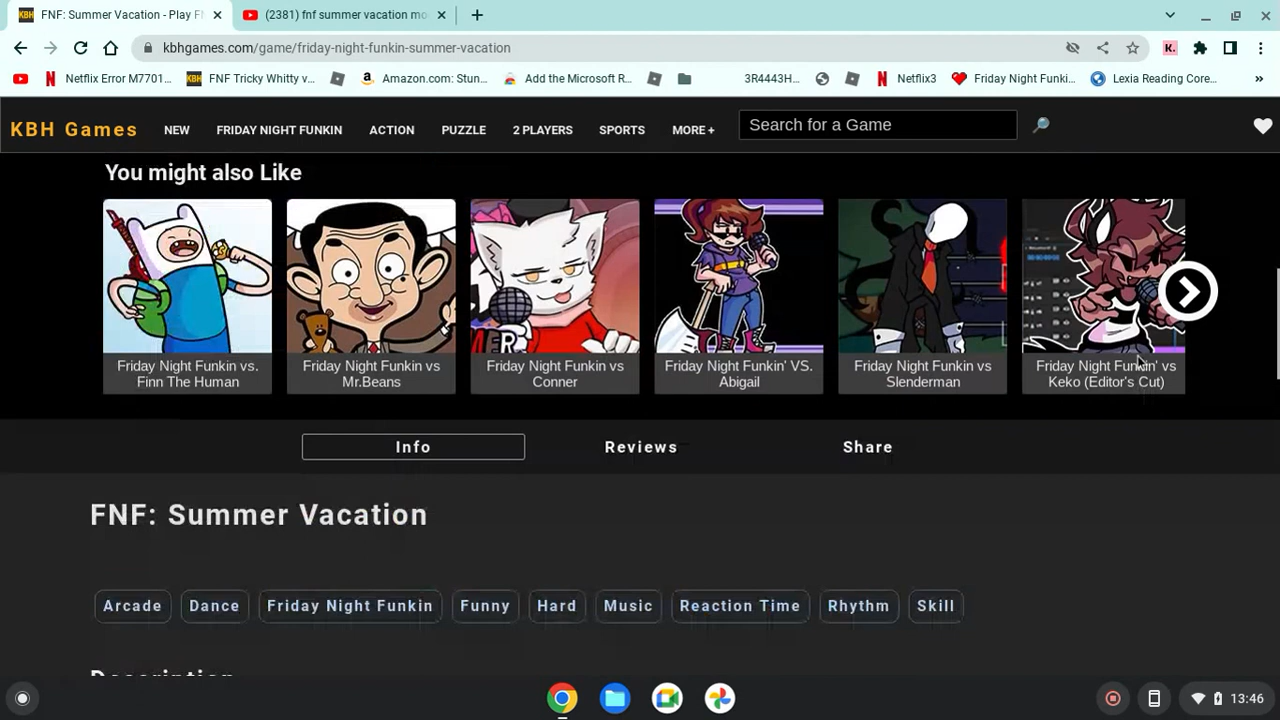 FNF: Summer Vacation - Play F
(2381) fnf summer vacation mo
kbhgames.com/game/friday-night-funkin-summer-vacation
K.
Netflix Error M7701...
FNF Tricky Whitty v...
Amazon.com: Stun...
Add the Microsoft R...
3R4443H...
Netflix3
Friday Night Funki...
Lexia Reading Core...
KBH Games
NEW
FRIDAY NIGHT FUNKIN
ACTION
PUZZLE
2 PLAYERS
SPORTS
MORE +
Search for a Game
You might also Like
Friday Night Funkin vs.
Finn The Human
Friday Night Funkin vs
Mr.Beans
Friday Night Funkin vs
Conner
Friday Night Funkin' VS.
Abigail
Friday Night Funkin vs
Slenderman
Friday Night Funkin' vs
Keko (Editor's Cut)
Info
Reviews
Share
FNF: Summer Vacation
Arcade
Dance
Friday Night Funkin
Funny
Hard
Music
Reaction Time
Rhythm
Skill
Description
13:46